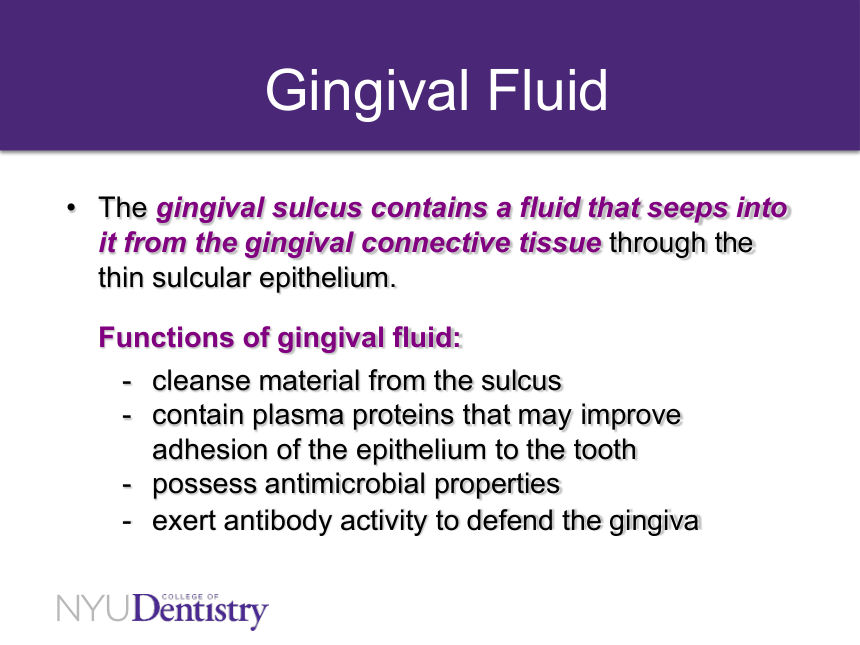 Gingival Fluid
• The gingival sulcus contains a fluid that seeps into
it from the gingival connective tissue through the
thin sulcular epithelium.
Functions of gingival fluid:
- cleanse material from the sulcus
- contain plasma proteins that may improve
adhesion of the epithelium to the tooth
- possess antimicrobial properties
- exert antibody activity to defend the gingiva
COLLEGE OF
NYU Dentistry